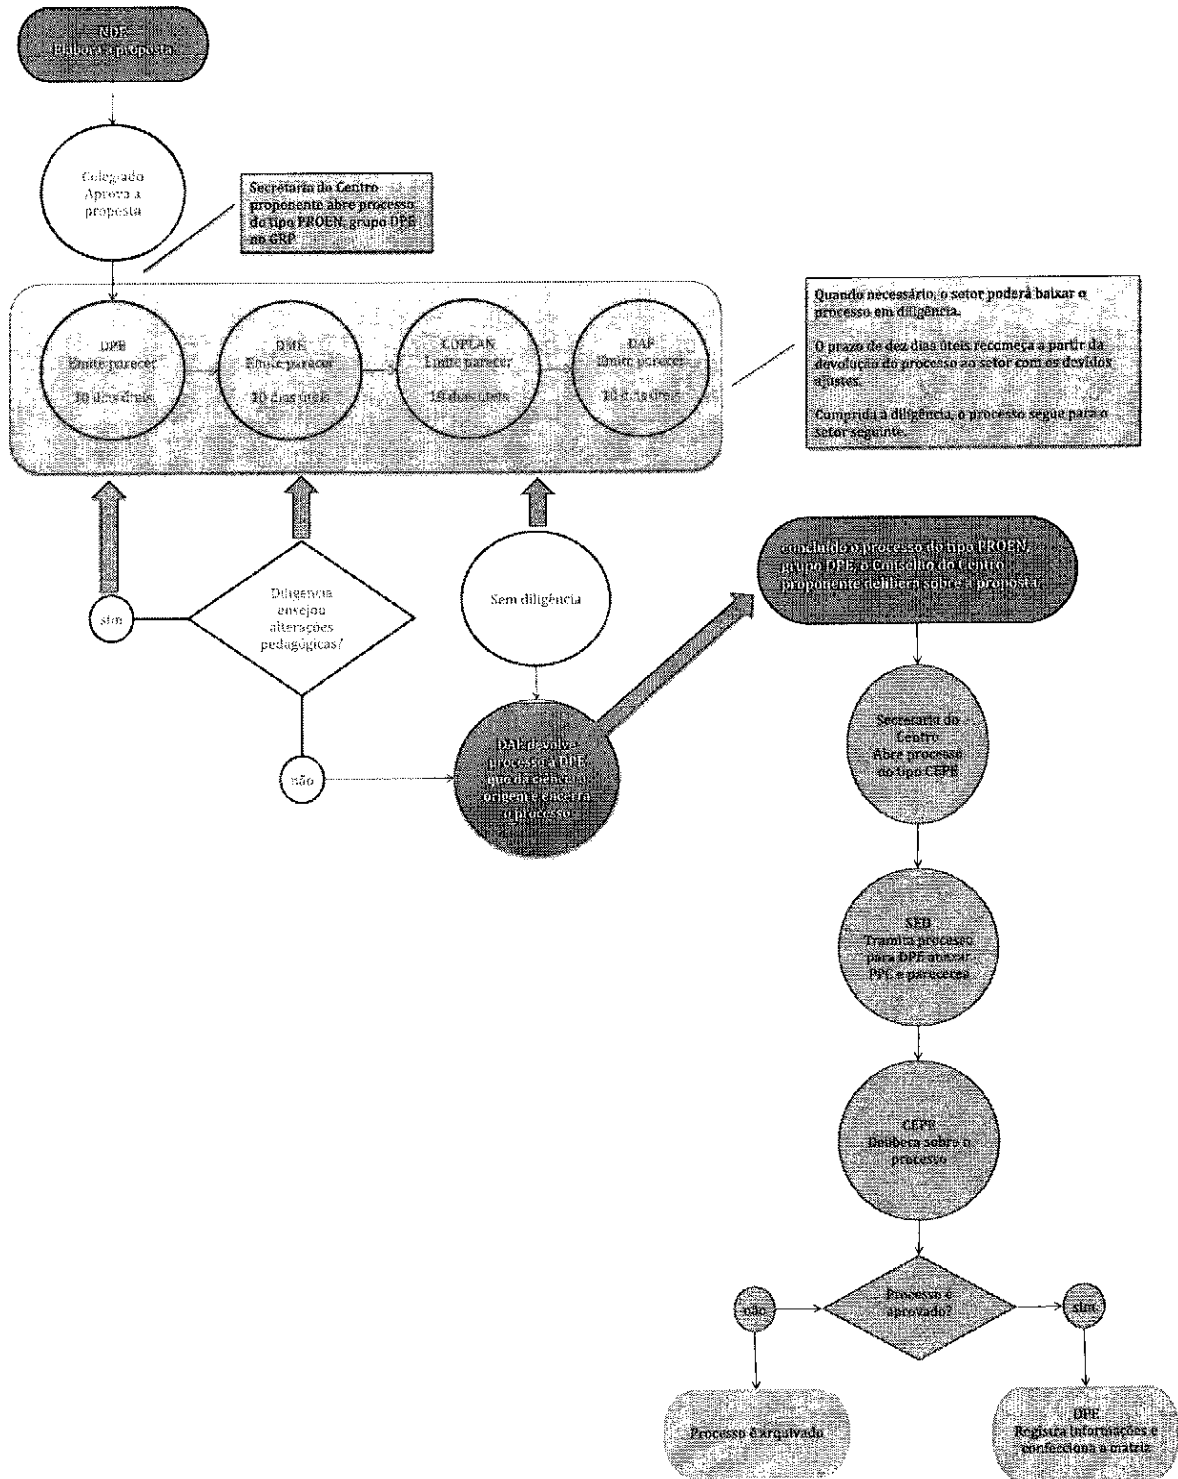 NDE
Elabora a proposta
Colegiado
Aprova a
proposta
Secretaria do Centro
proponente abre processo
do tipo PROEN, grupo DPE
no GRP
DPE
Emite parecer
10 dias úteis
DME
Emite parecer
10 dias úteis
COPLAN
Emite parecer
10 dias úteis
DAF
Emite parecer
10 dias úteis
Quando necessário, o setor poderá baixar o
processo em diligência.
O prazo de dez dias úteis recomeça a partir da
devolução do processo ao setor com os devidos
ajustes.
Cumprida a diligência, o processo segue para o
setor seguinte.
Diligência
ensejou
alterações
pedagógicas?
sim
não
Sem diligência
devolve
processo à DPE,
que dá ciência à
origem e encerra
o processo
concluído o processo do tipo PROEN,
grupo DPE, o Conselho do Centro
proponente delibera sobre a proposta.
Secretaria do
Centro
Abre processo
do tipo CEPE
SED
Tramita processo
para DPE anexar
PPC e pareceres
CEPE
Delibera sobre o
processo
Processo é
aprovado?
não
sim
Processo é arquivado
DPE
Registra informações e
confecciona a matriz